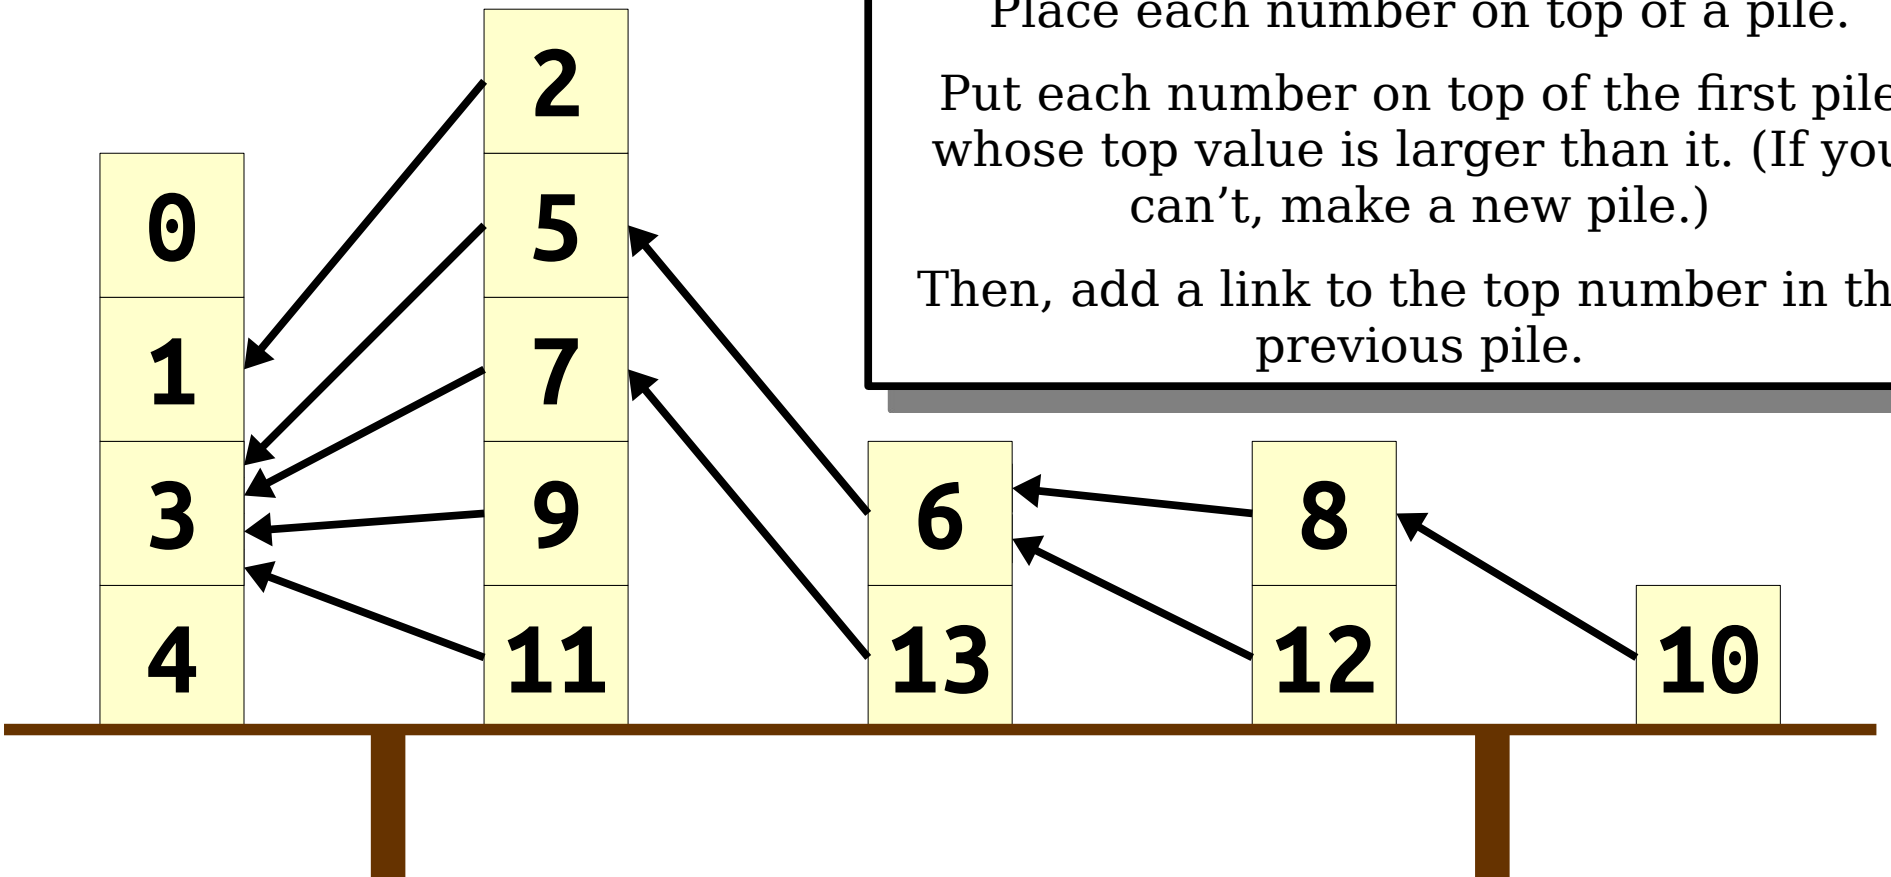 Place each number on top of a pile.
Put each number on top of the first pile
whose top value is larger than it. (If you
can’t, make a new pile.)
Then, add a link to the top number in th
previous pile.
2
0 5
1 7
3 9 6 8
4 11 13 12 10